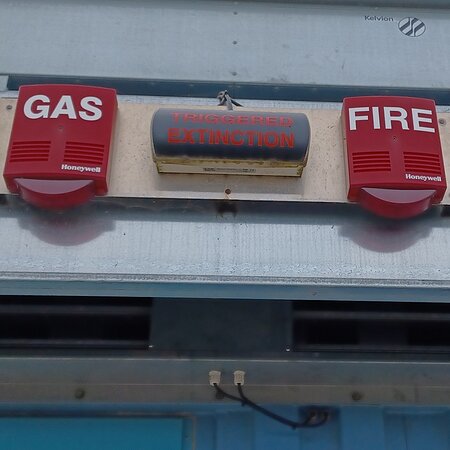 Kelvion
GAS
Honeywell
TRIGGERED
EXTINCTION
FIRE
Honeywell